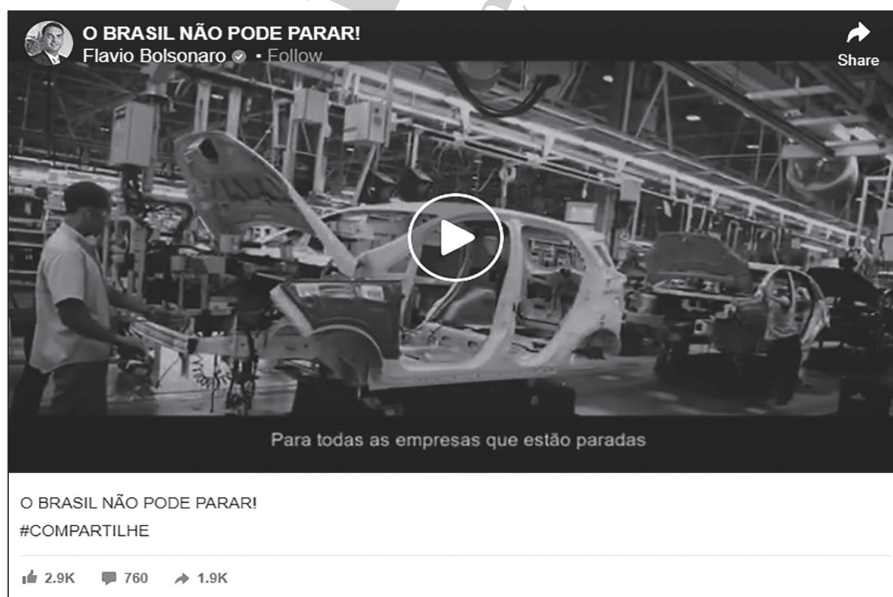 O BRASIL NÃO PODE PARAR!
Flavio Bolsonaro • Follow
Share
Para todas as empresas que estão paradas
O BRASIL NÃO PODE PARAR!
#COMPARTILHE
2.9K 760 1.9K